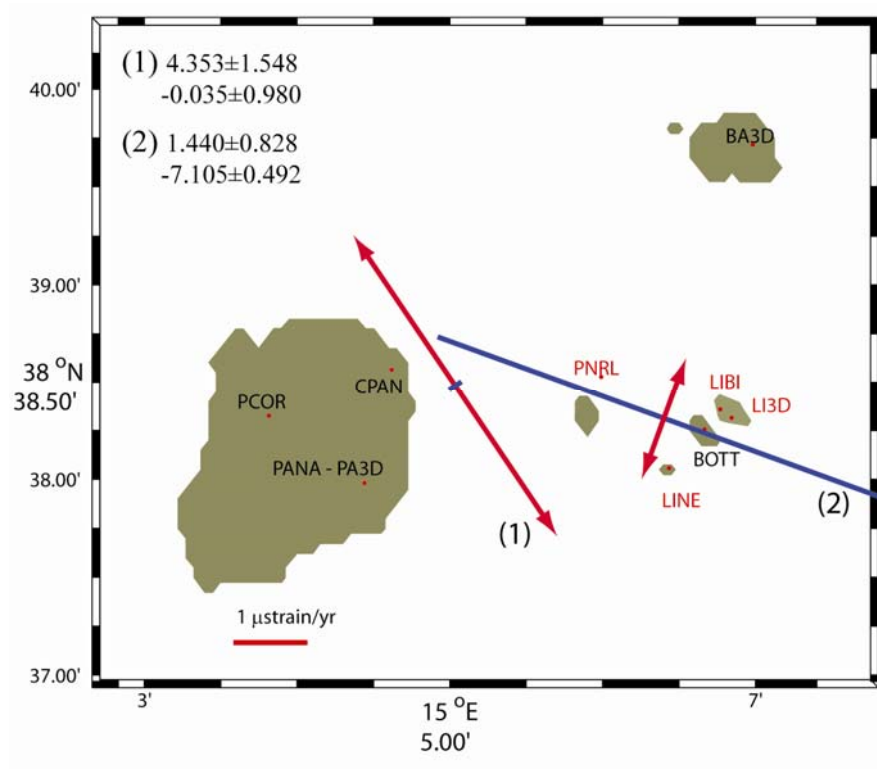 (1) 4.353±1.548
-0.035±0.980
(2) 1.440±0.828
-7.105±0.492
40.00'
BA3D
39.00'
38 °N
38.50'
PNRL
CPAN
PCOR
LIBI
LI3D
BOTT
PANA - PA3D
38.00'
LINE
(1)
(2)
1 µstrain/yr
37.00'
3'
15 °E
5.00'
7'